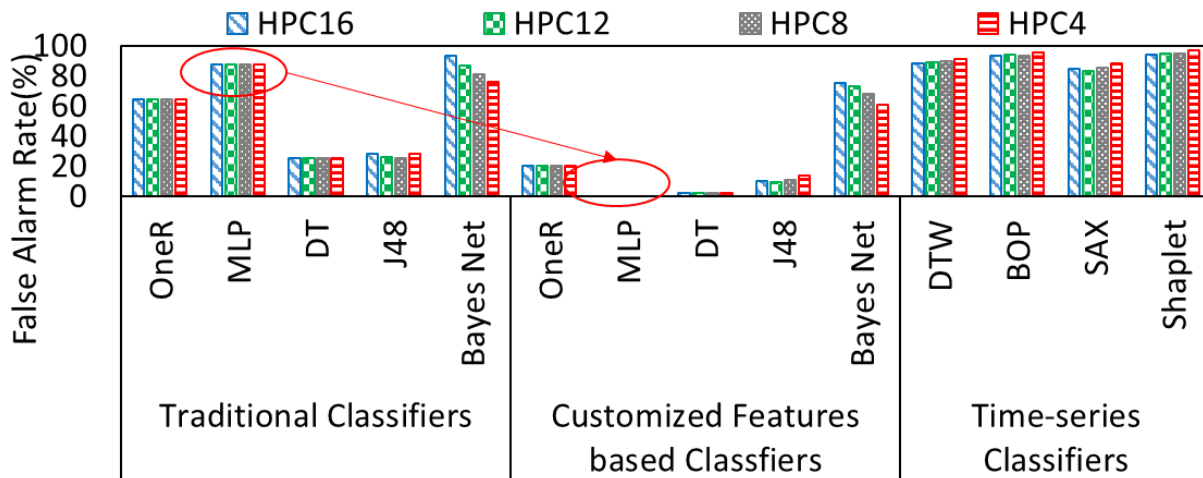 HPC16 HPC12 HPC8 HPC4
False Alarm Rate(%)
100
80
60
40
20
0
OneR
MLP
DT
J48
Bayes Net
OneR
MLP
DT
J48
Bayes Net
DTW
BOP
SAX
Shaplet
Traditional Classifiers
Customized Features
based Classfiers
Time-series
Classifiers